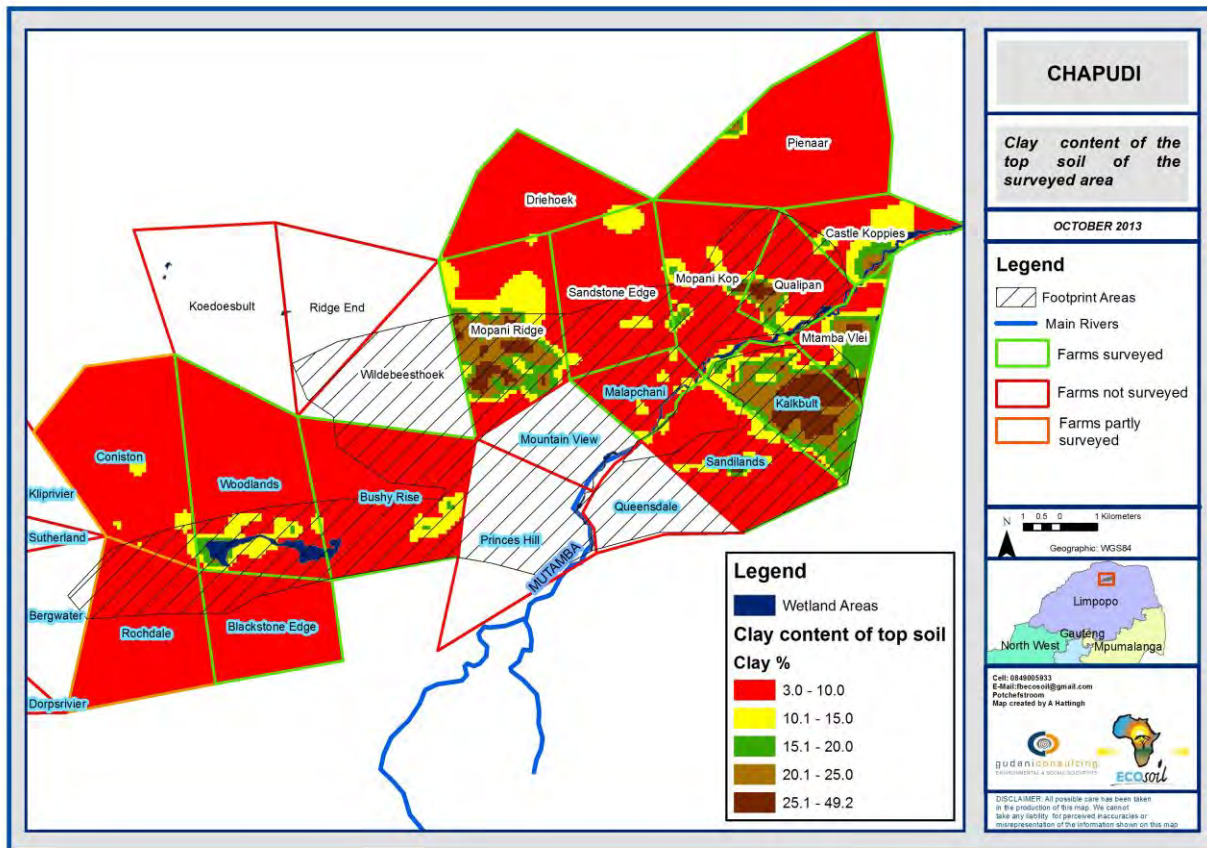 Pienaar
Driehoek
Castle Koppies
Mopani Kop
Qualipan
Koedoesbult
Ridge End
Sandstone Edge
Mopani Ridge
Mtamba Vlei
Wildebeesthoek
Malapchani
Kalkbult
Mountain View
Coniston
Sandilands
Woodlands
Bushy Rise
Kliprivier
Queensdale
Sutherland
Princes Hill
MUTAMBA
Bergwater
Rochdale
Blackstone Edge
Dorpsrivier
Legend
Wetland Areas
Clay content of top soil
Clay %
3.0 - 10.0
10.1 - 15.0
15.1 - 20.0
20.1 - 25.0
25.1 - 49.2
CHAPUDI
Clay content of the
top soil of the
surveyed area
OCTOBER 2013
Legend
Footprint Areas
Main Rivers
Farms surveyed
Farms not surveyed
Farms partly
surveyed
1 0.5 0 1 Kilometers
N
Geographic: WGS84
Limpopo
Gauteng
North West
Mpumalanga
Cell: 0849005933
E-Mail:fbecosoil@gmail.com
Potchefstroom
Map created by A Hattingh
gudaniconsulting
ENVIRONMENTAL & SOCIAL SCIENTISTS
ECOsoil
DISCLAIMER: All possible care has been taken
in the production of this map. We cannot
take any liability for perceived inaccuracies or
misrepresentation of the information shown on this map